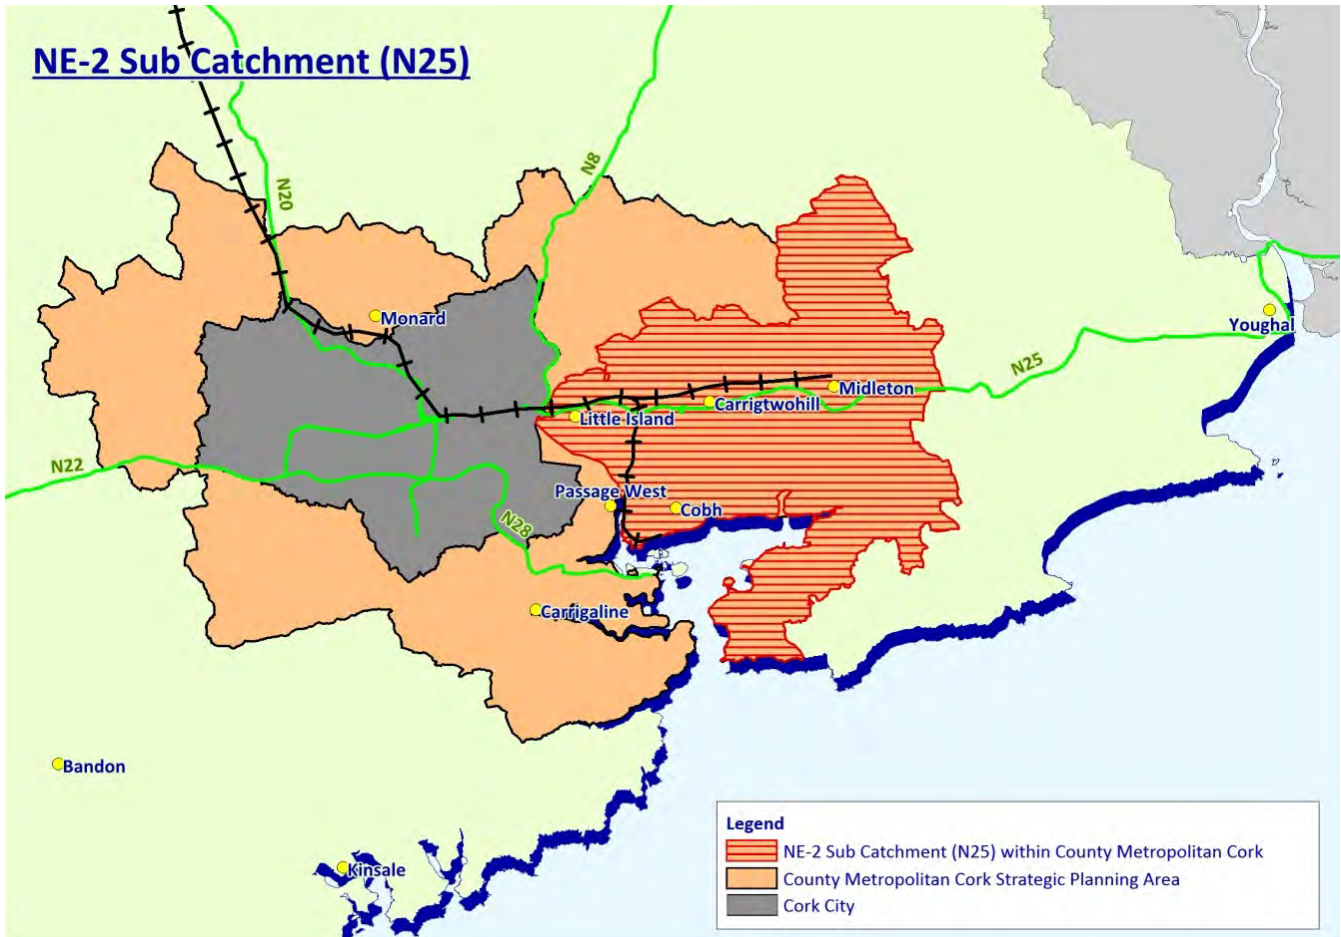 NE-2 Sub Catchment (N25)
N8
N20
Monard
Youghal
N25
Midleton
Carrigtwohill
Little Island
N22
Passage West
Cobh
N28
Carrigaline
Bandon
Kinsale
Legend
NE-2 Sub Catchment (N25) within County Metropolitan Cork
County Metropolitan Cork Strategic Planning Area
Cork City